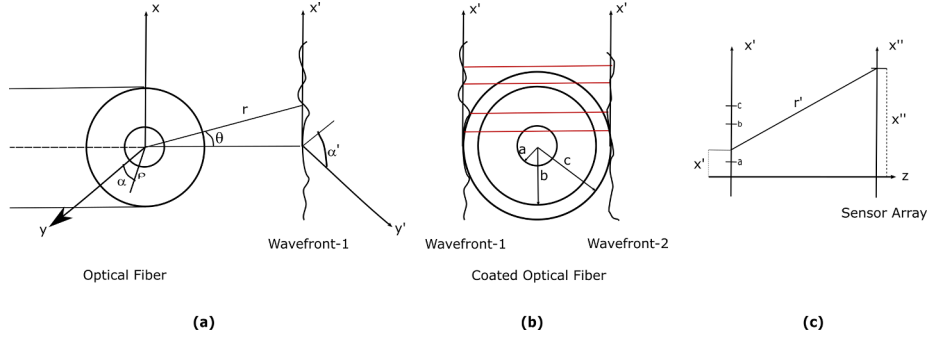 x
x'
r
θ
α'
α
ρ
y
y'
Wavefront-1
Optical Fiber
(a)
x'
x'
a
c
b
Wavefront-1
Wavefront-2
Coated Optical Fiber
(b)
x'
x''
c
b
r'
x''
x'
a
z
Sensor Array
(c)